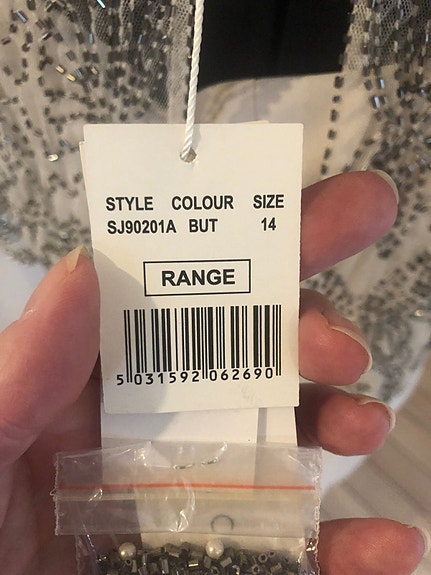 STYLE COLOUR SIZE
SJ90201A BUT 14
RANGE
5 031592 062690